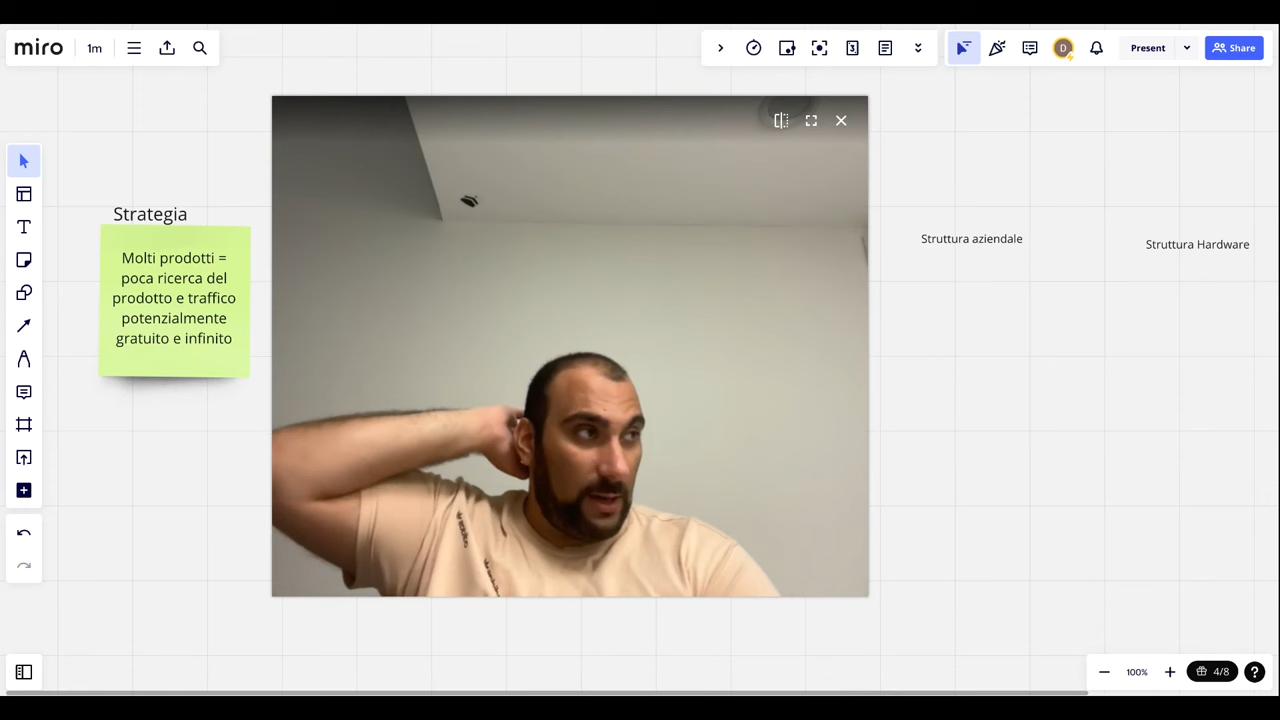 miro
1m
3
D
Present
Share
Strategia
Molti prodotti =
poca ricerca del
prodotto e traffico
potenzialmente
gratuito e infinito
Struttura aziendale
Struttura Hardware
100%
4/8
?